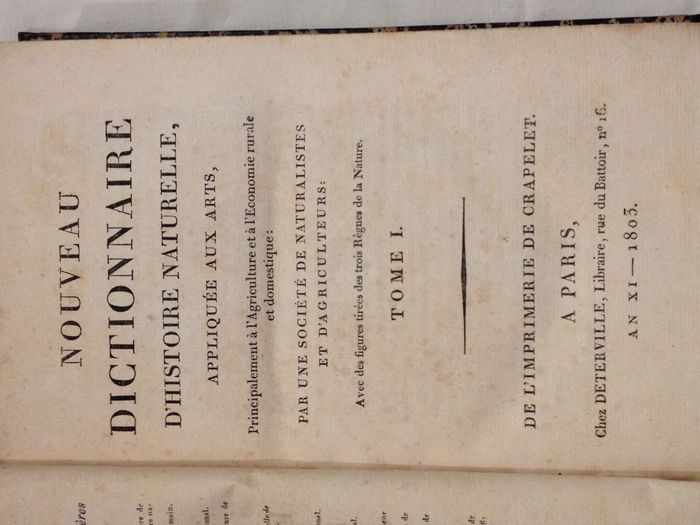 NOUVEAU
DICTIONNAIRE
D'HISTOIRE NATURELLE,
APPLIQUÉE AUX ARTS,
Principalement à l'Agriculture et à l'Economie rurale
et domestique :
PAR UNE SOCIÉTÉ DE NATURALISTES
ET D'AGRICULTEURS :
Avec des figures tirées des trois Règnes de la Nature.
TOME I.
DE L'IMPRIMERIE DE CRAPELET.
A PARIS,
Chez DETERVILLE, Libraire, rue du Battoir, nº 16.
AN XI — 1803.